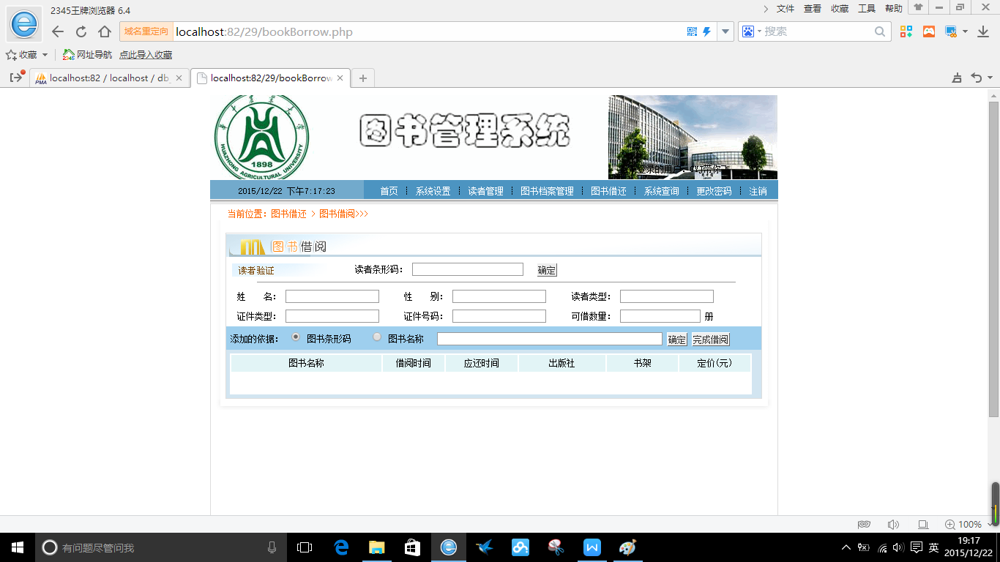 2345王牌浏览器 6.4
文件 查看 收藏 工具 帮助
域名重定向 localhost:82/29/bookBorrow.php
搜索
收藏 网址导航 点此导入收藏
localhost:82 / localhost / db_
localhost:82/29/bookBorrow
华中农业大学
HUAZHONG AGRICULTURAL UNIVERSITY
1898
图书管理系统
2015/12/22 下午7:17:23
首页 系统设置 读者管理 图书档案管理 图书借还 系统查询 更改密码 注销
当前位置：图书借还 > 图书借阅>>>
图书借阅
读者验证 读者条形码： 确定
姓 名： 性 别： 读者类型：
证件类型： 证件号码： 可借数量： 册
添加的依据： 图书条形码 图书名称 确定 完成借阅
图书名称 借阅时间 应还时间 出版社 书架 定价(元)
100%
有问题尽管问我
英
19:17
2015/12/22